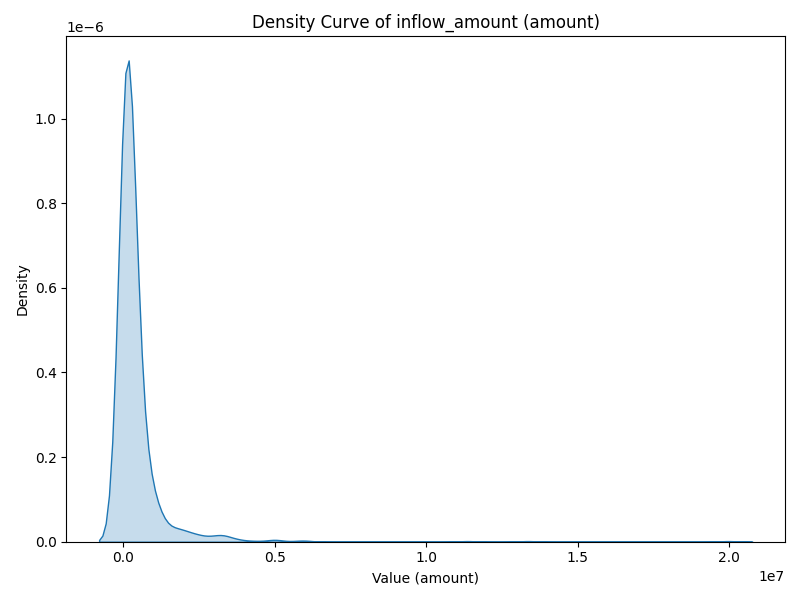 Density Curve of inflow_amount (amount)
1e−6
1.0
0.8
0.6
0.4
0.2
0.0
Density
0.0 0.5 1.0 1.5 2.0
1e7
Value (amount)